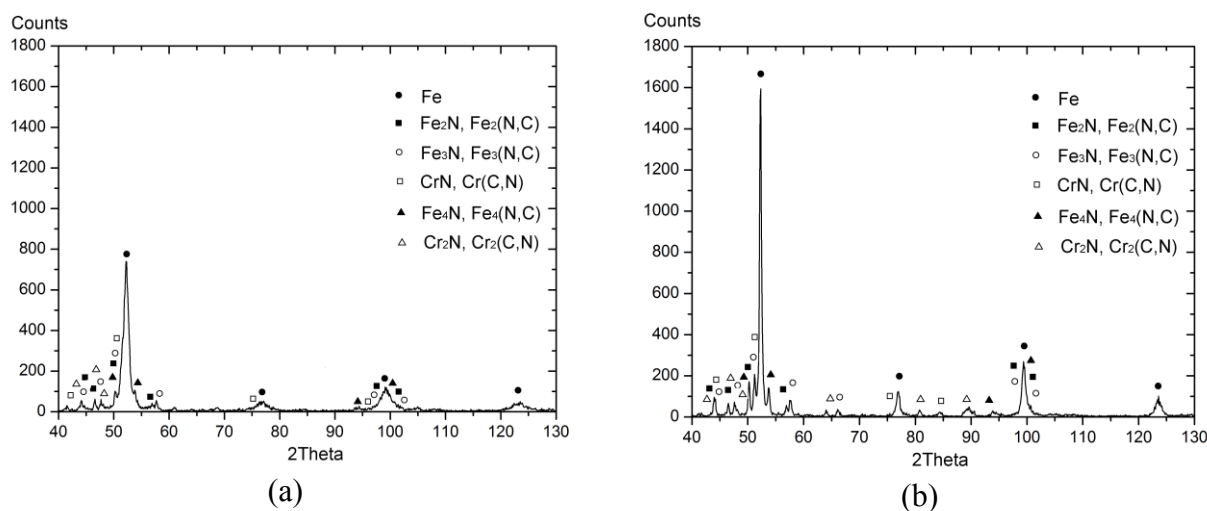 Counts
1800
1600
1400
1200
1000
800
600
400
200
0
● Fe
■ Fe₂N, Fe₂(N,C)
○ Fe₃N, Fe₃(N,C)
□ CrN, Cr(C,N)
▲ Fe₄N, Fe₄(N,C)
△ Cr₂N, Cr₂(C,N)
40 50 60 70 80 90 100 110 120 130
2Theta
(a)
Counts
1800
1600
1400
1200
1000
800
600
400
200
0
● Fe
■ Fe₂N, Fe₂(N,C)
○ Fe₃N, Fe₃(N,C)
□ CrN, Cr(C,N)
▲ Fe₄N, Fe₄(N,C)
△ Cr₂N, Cr₂(C,N)
40 50 60 70 80 90 100 110 120 130
2Theta
(b)